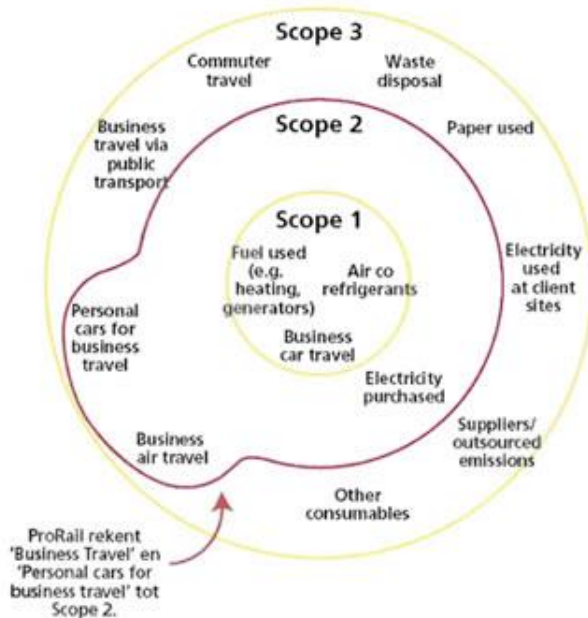 Scope 3
Commuter
travel
Waste
disposal
Business
travel via
public
transport
Scope 2
Paper used
Scope 1
Fuel used
(e.g.
heating,
generators)
Air co
refrigerants
Business
car travel
Electricity
used
at client
sites
Personal
cars for
business
travel
Electricity
purchased
Business
air travel
Suppliers/
outsourced
emissions
Other
consumables
ProRail rekent
'Business Travel' en
'Personal cars for
business travel' tot
Scope 2.